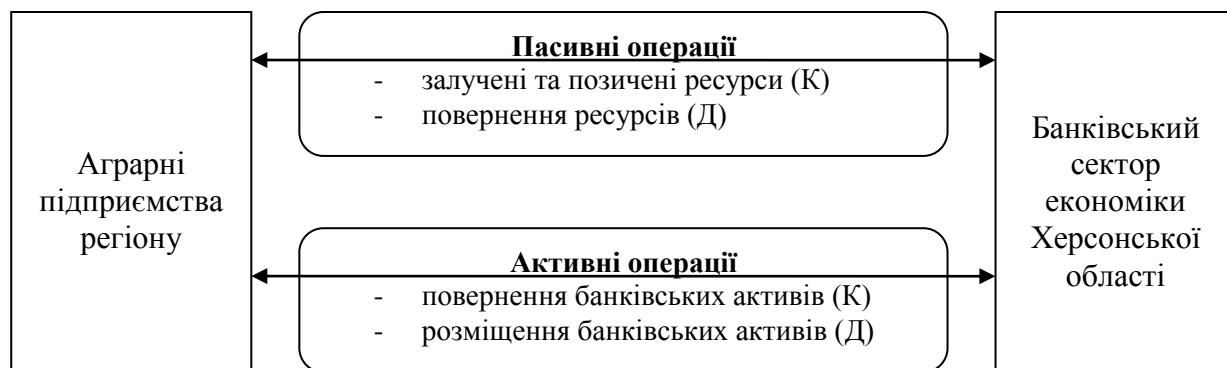 Пасивні операції
- залучені та позичені ресурси (К)
- повернення ресурсів (Д)
Аграрні
підприємства
регіону
Банківський
сектор
економіки
Херсонської
області
Активні операції
- повернення банківських активів (К)
- розміщення банківських активів (Д)